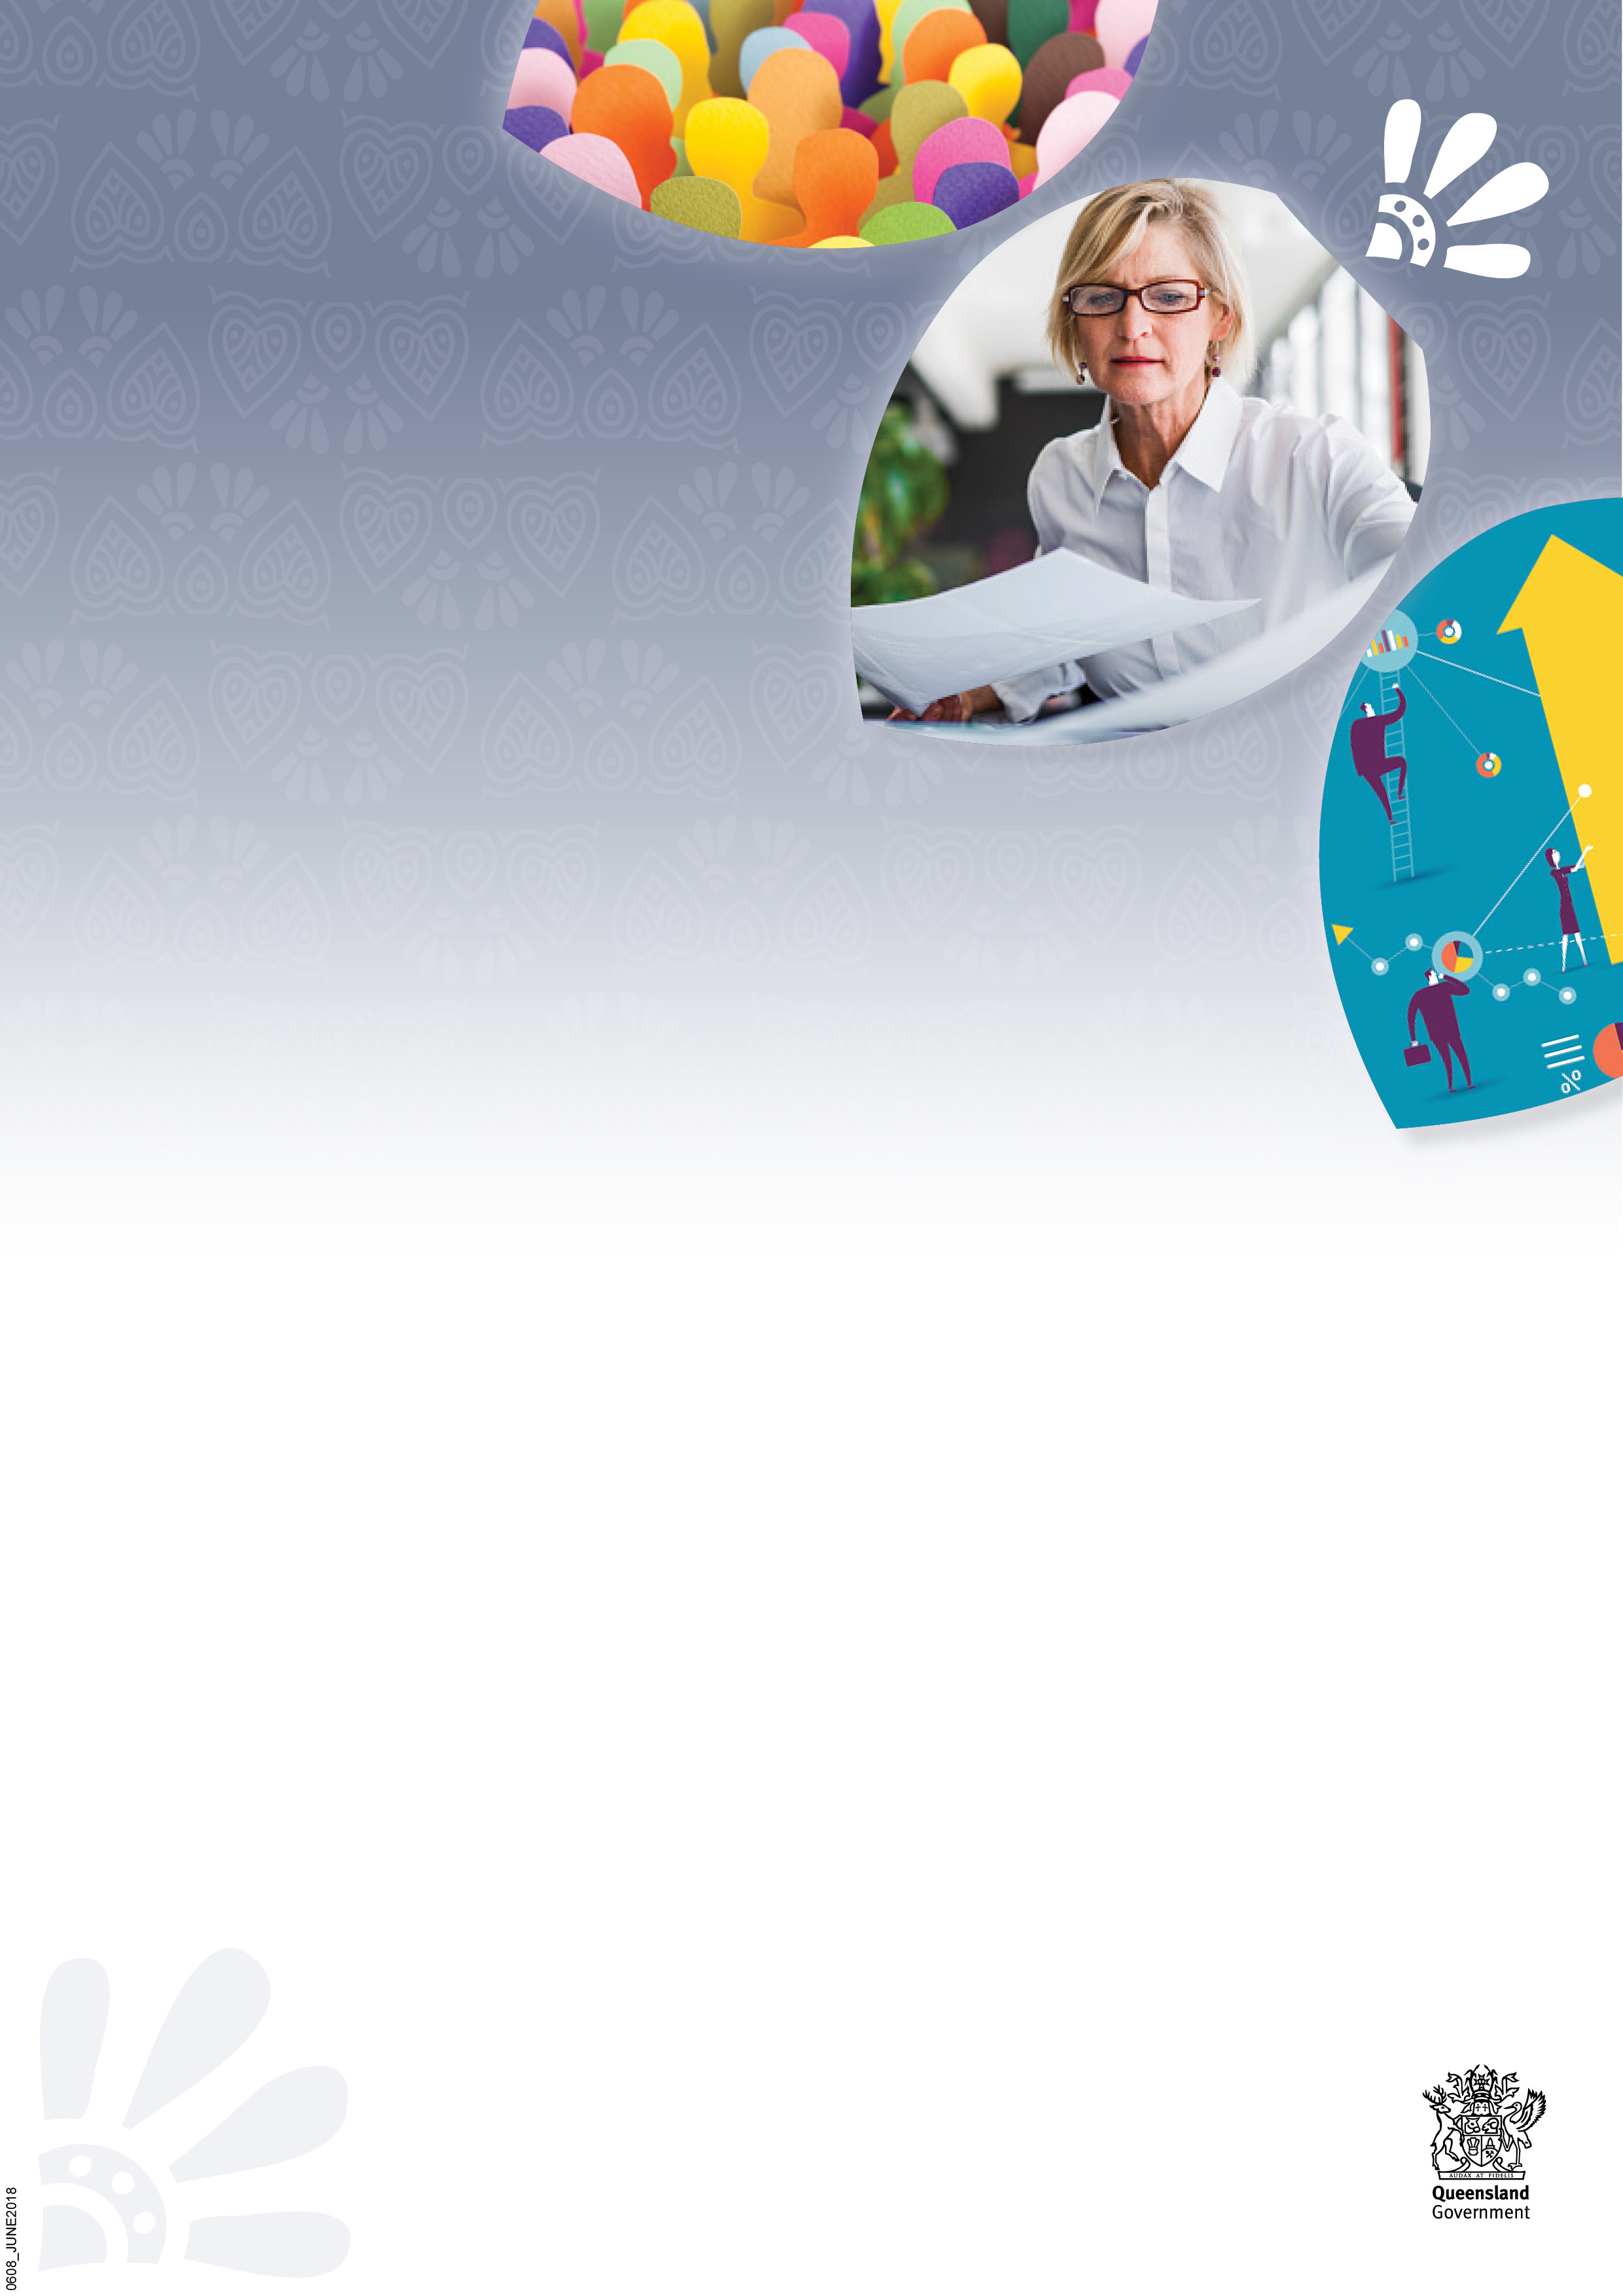 %
AUDAX AT FIDELIS
Queensland
Government
0608_JUNE2018